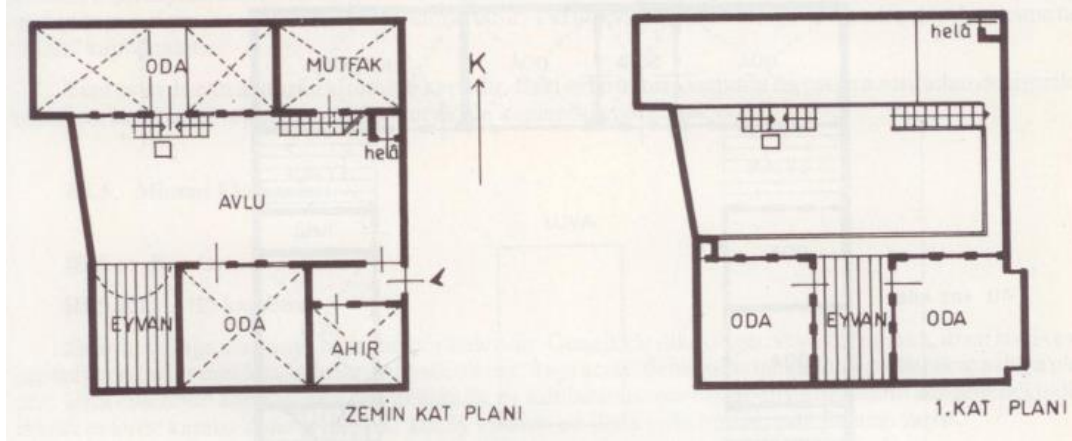 ODA
MUTFAK
K
helâ
AVLU
EYVAN
ODA
AHIR
ZEMİN KAT PLANI
helâ
ODA
EYVAN
ODA
1.KAT PLANI